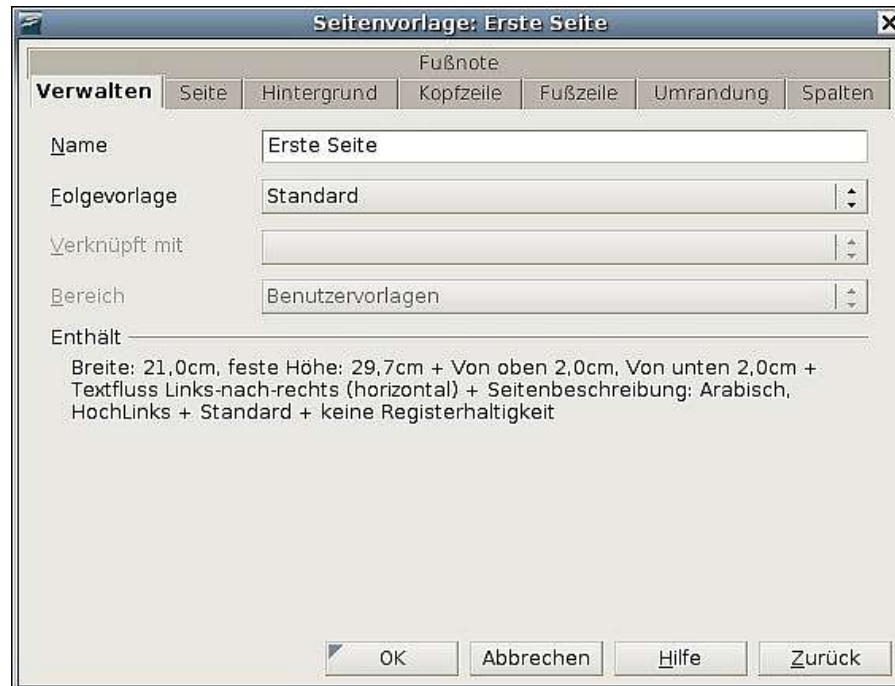 Seitenvorlage: Erste Seite
Fußnote
Verwalten Seite Hintergrund Kopfzeile Fußzeile Umrandung Spalten
Name Erste Seite
Folgevorlage Standard
Verknüpft mit
Bereich Benutzervorlagen
Enthält
Breite: 21,0cm, feste Höhe: 29,7cm + Von oben 2,0cm, Von unten 2,0cm +
Textfluss Links-nach-rechts (horizontal) + Seitenbeschreibung: Arabisch,
HochLinks + Standard + keine Registerhaltigkeit
OK Abbrechen Hilfe Zurück